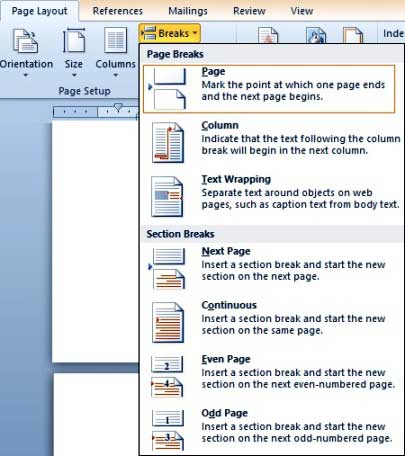 Page Layout References Mailings Review View
Breaks
Orientation Size Columns
Page Setup
Page Breaks
Page
Mark the point at which one page ends
and the next page begins.
Column
Indicate that the text following the column
break will begin in the next column.
Text Wrapping
Separate text around objects on web
pages, such as caption text from body text.
Section Breaks
Next Page
Insert a section break and start the new
section on the next page.
Continuous
Insert a section break and start the new
section on the same page.
2
4
Even Page
Insert a section break and start the new
section on the next even-numbered page.
1
3
Odd Page
Insert a section break and start the new
section on the next odd-numbered page.